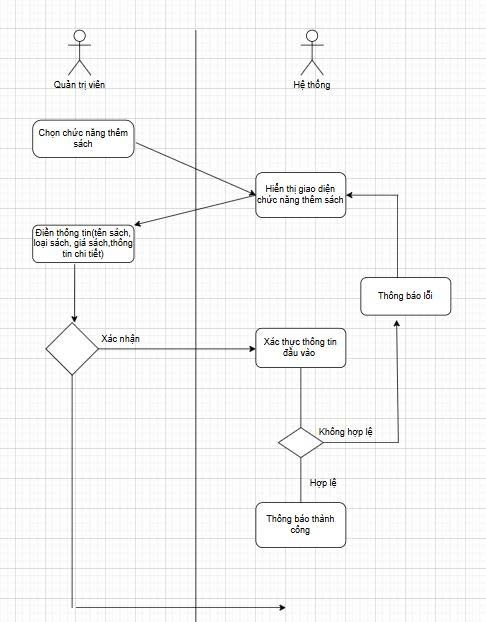 Quản trị viên
Hệ thống
Chọn chức năng thêm
sách
Hiển thị giao diện
chức năng thêm sách
Điền thông tin(tên sách,
loại sách, giá sách,thông
tin chi tiết)
Thông báo lỗi
Xác nhận
Xác thực thông tin
đầu vào
Không hợp lệ
Hợp lệ
Thông báo thành
công